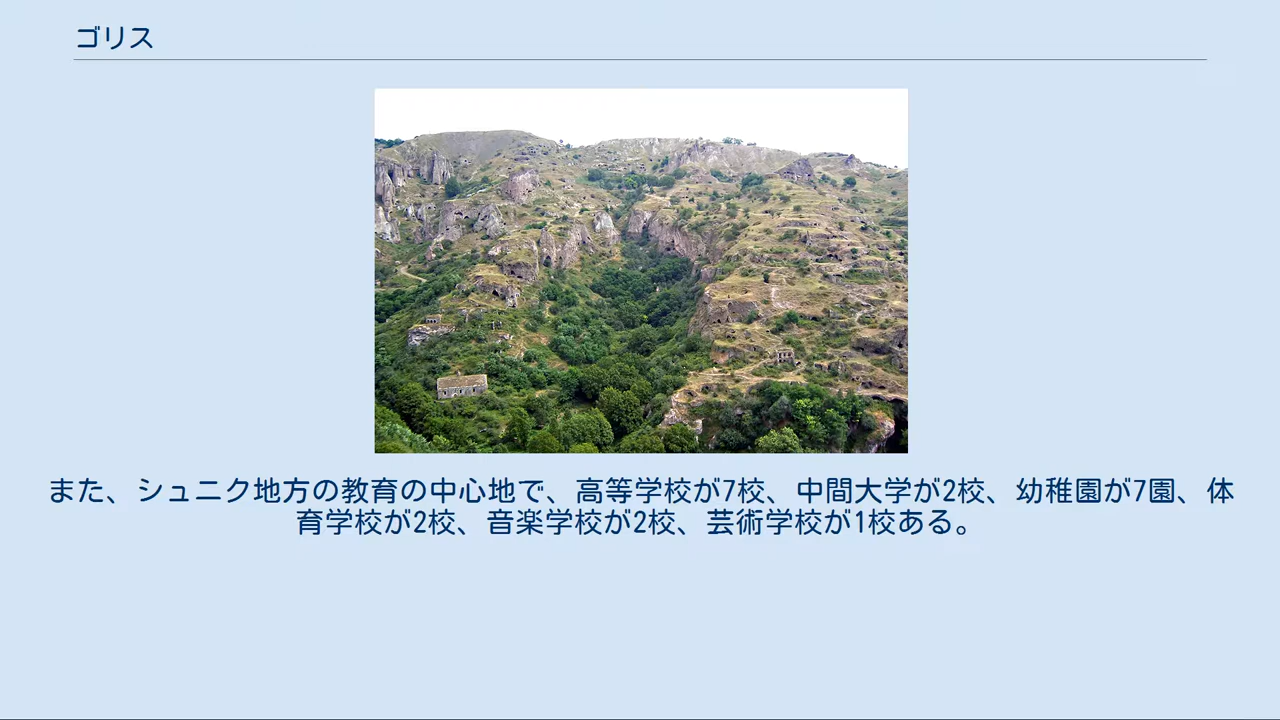 ゴリス
また、シュニク地方の教育の中心地で、高等学校が7校、中間大学が2校、幼稚園が7園、体
育学校が2校、音楽学校が2校、芸術学校が1校ある。